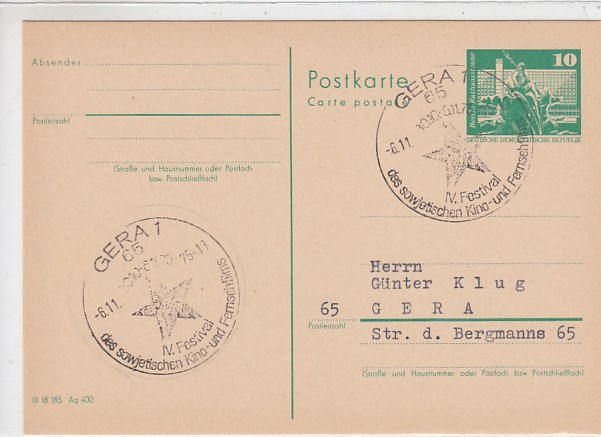 Absender:
Postleitzahl
(Straße und Hausnummer oder Postfach
bzw. Postschließfach)
GERA 1
65
-6.11.
75-13
IV. Festival
des sowjetischen Kino-und Fernsehfilms
III 18 185 Ag 400
Postkarte
Carte postale
10
Berlin, Rathausstraße
DEUTSCHE DEMOKRATISCHE REPUBLIK
GERA 1
65
-6.11.
IV. Festival
des sowjetischen Kino-und Fernsehfilms
Herrn
Günter Klug
65 GERA
Postleitzahl
Str. d. Bergmanns 65
(Straße und Hausnummer oder Postfach bzw. Postschließfach)